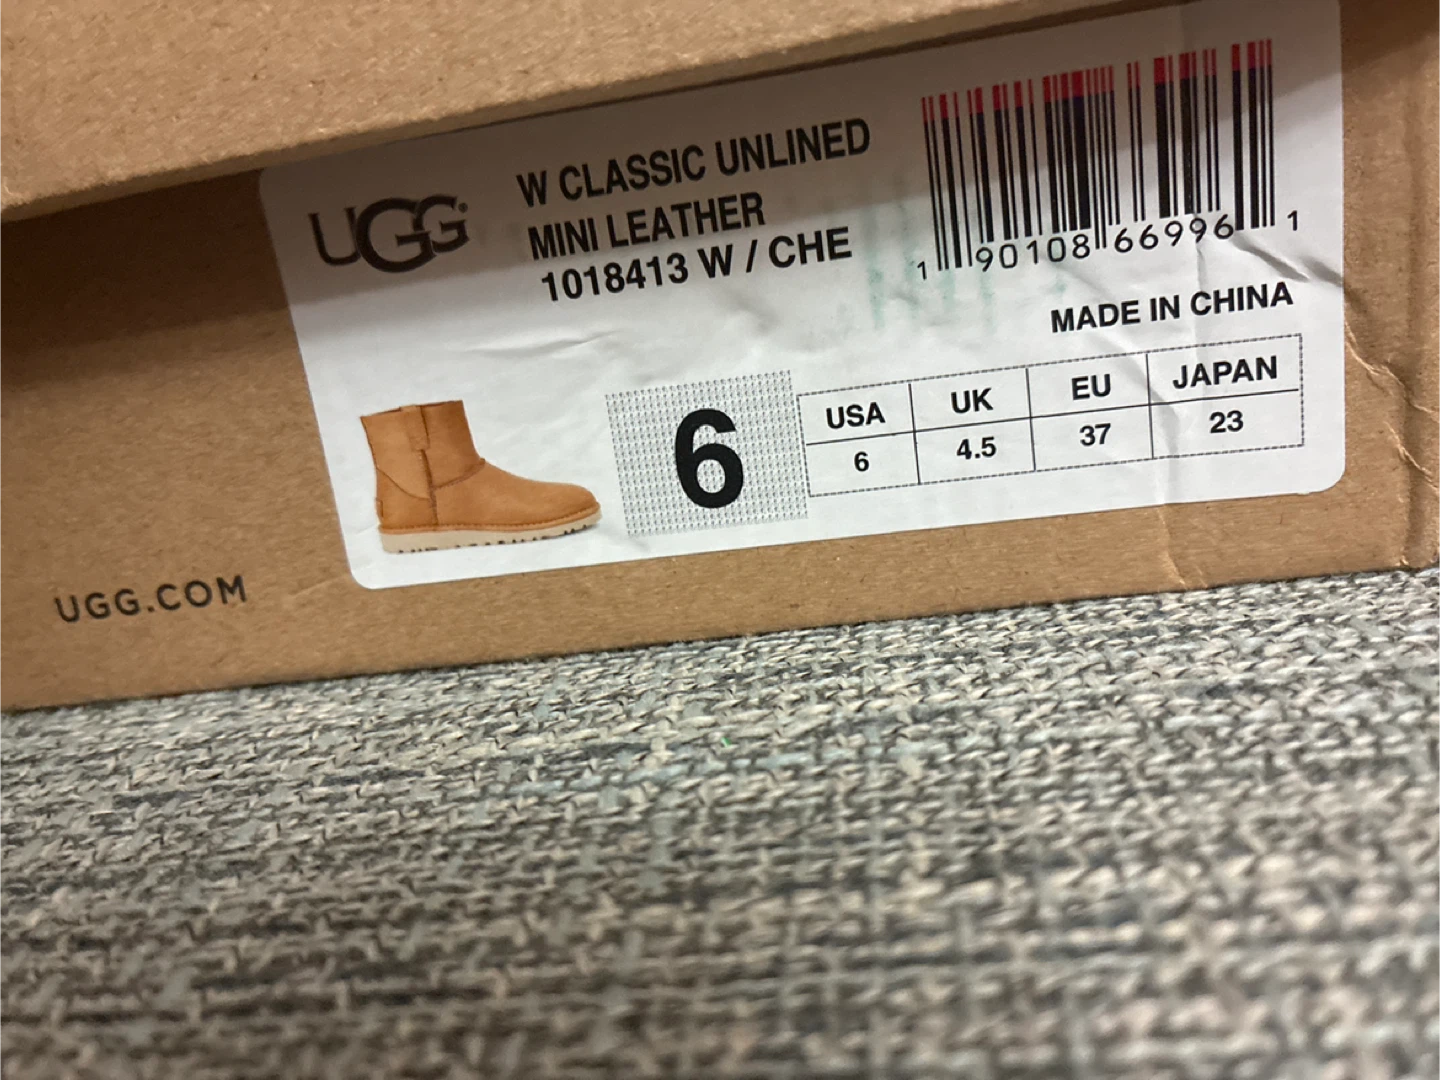 UGG
W CLASSIC UNLINED
MINI LEATHER
1018413 W / CHE
1 90108 66996 1
MADE IN CHINA
6
USA UK EU JAPAN
6 4.5 37 23
UGG.COM